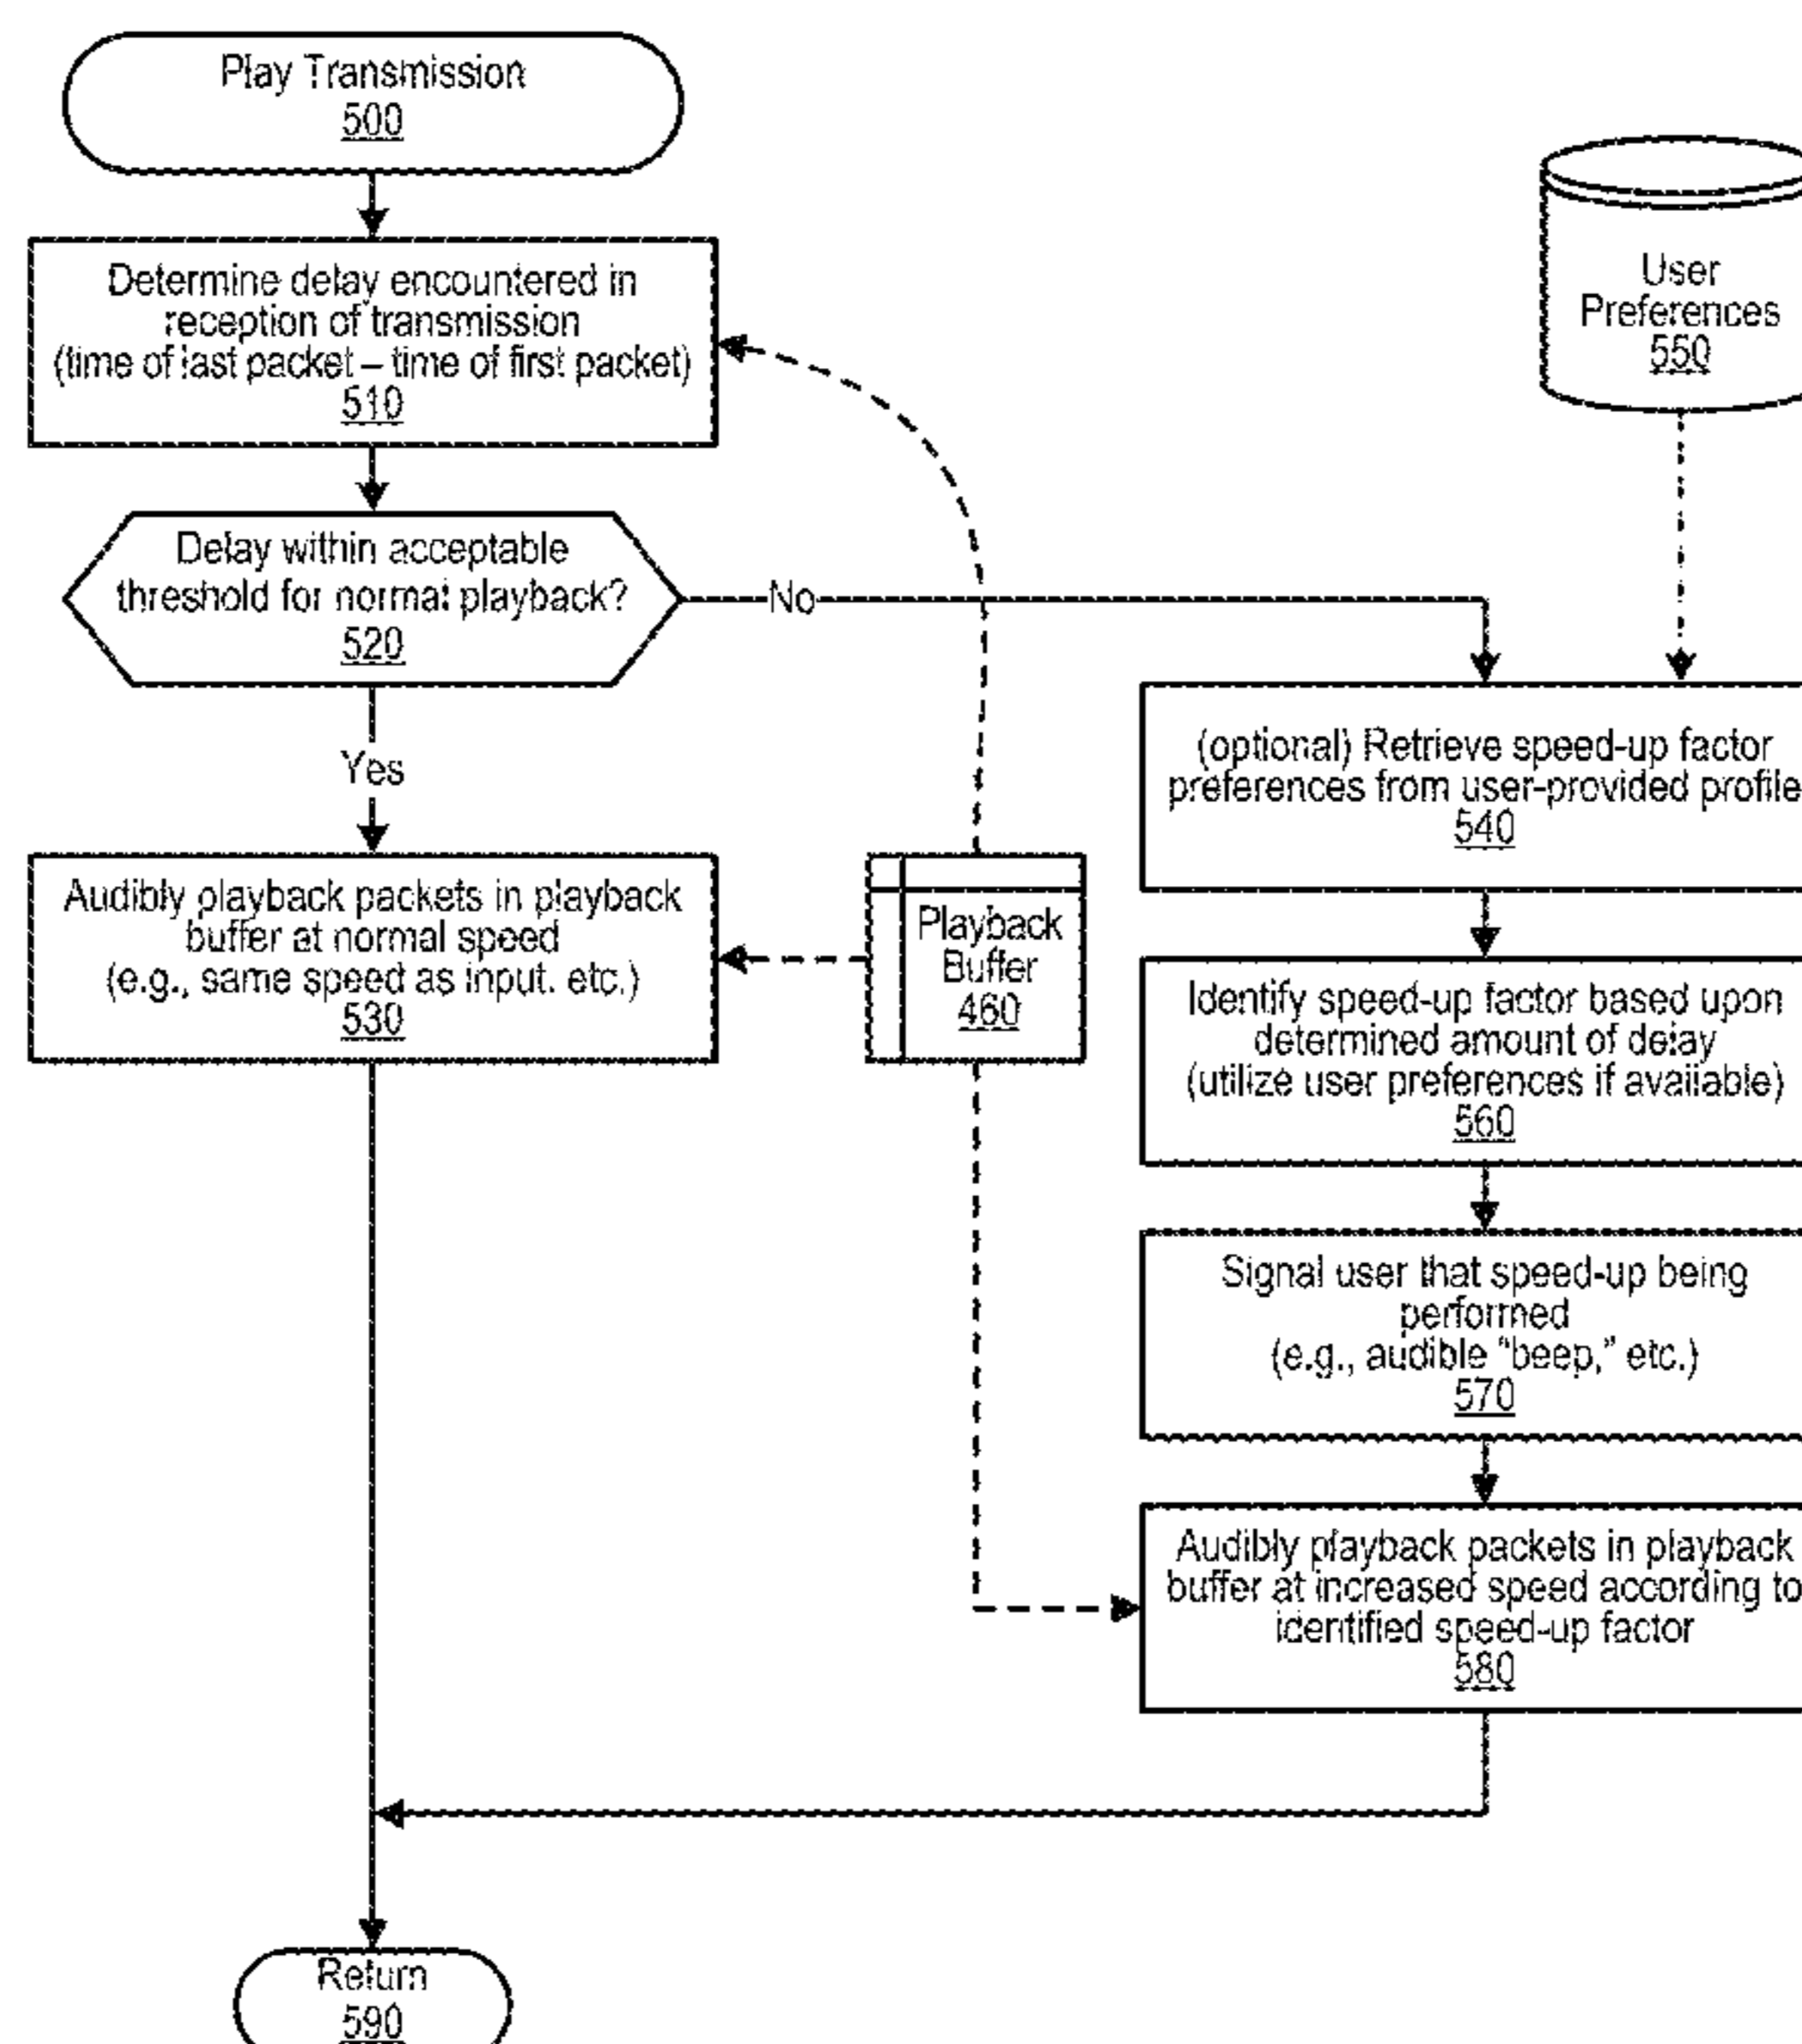 Play Transmission
500
Determine delay encountered in
reception of transmission
(time of last packet – time of first packet)
510
User
Preferences
550
Delay within acceptable
threshold for normal playback?
520
No
Yes
(optional) Retrieve speed-up factor
preferences from user-provided profile
540
Audibly playback packets in playback
buffer at normal speed
(e.g., same speed as input. etc.)
530
Playback
Buffer
460
Identify speed-up factor based upon
determined amount of delay
(utilize user preferences if available)
560
Signal user that speed-up being
performed
(e.g., audible “beep,” etc.)
570
Audibly playback packets in playback
buffer at increased speed according to
identified speed-up factor
580
Return
590